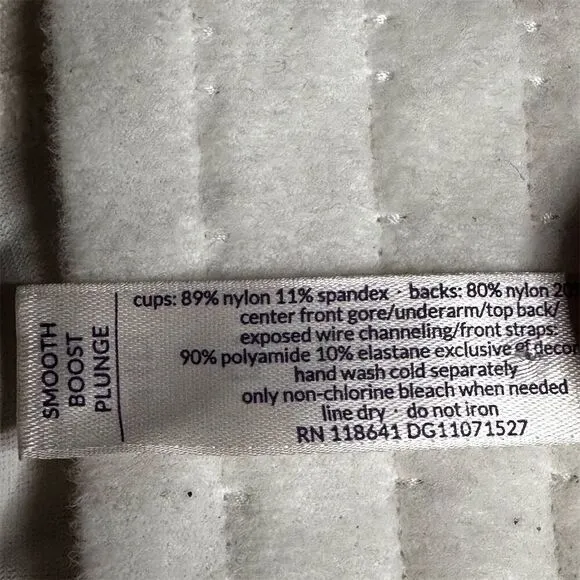 SMOOTH
BOOST
PLUNGE
cups: 89% nylon 11% spandex · backs: 80% nylon
center front gore/underarm/top back/
exposed wire channeling/front straps:
90% polyamide 10% elastane exclusive of decor
hand wash cold separately
only non-chlorine bleach when needed
line dry · do not iron
RN 118641 DG11071527